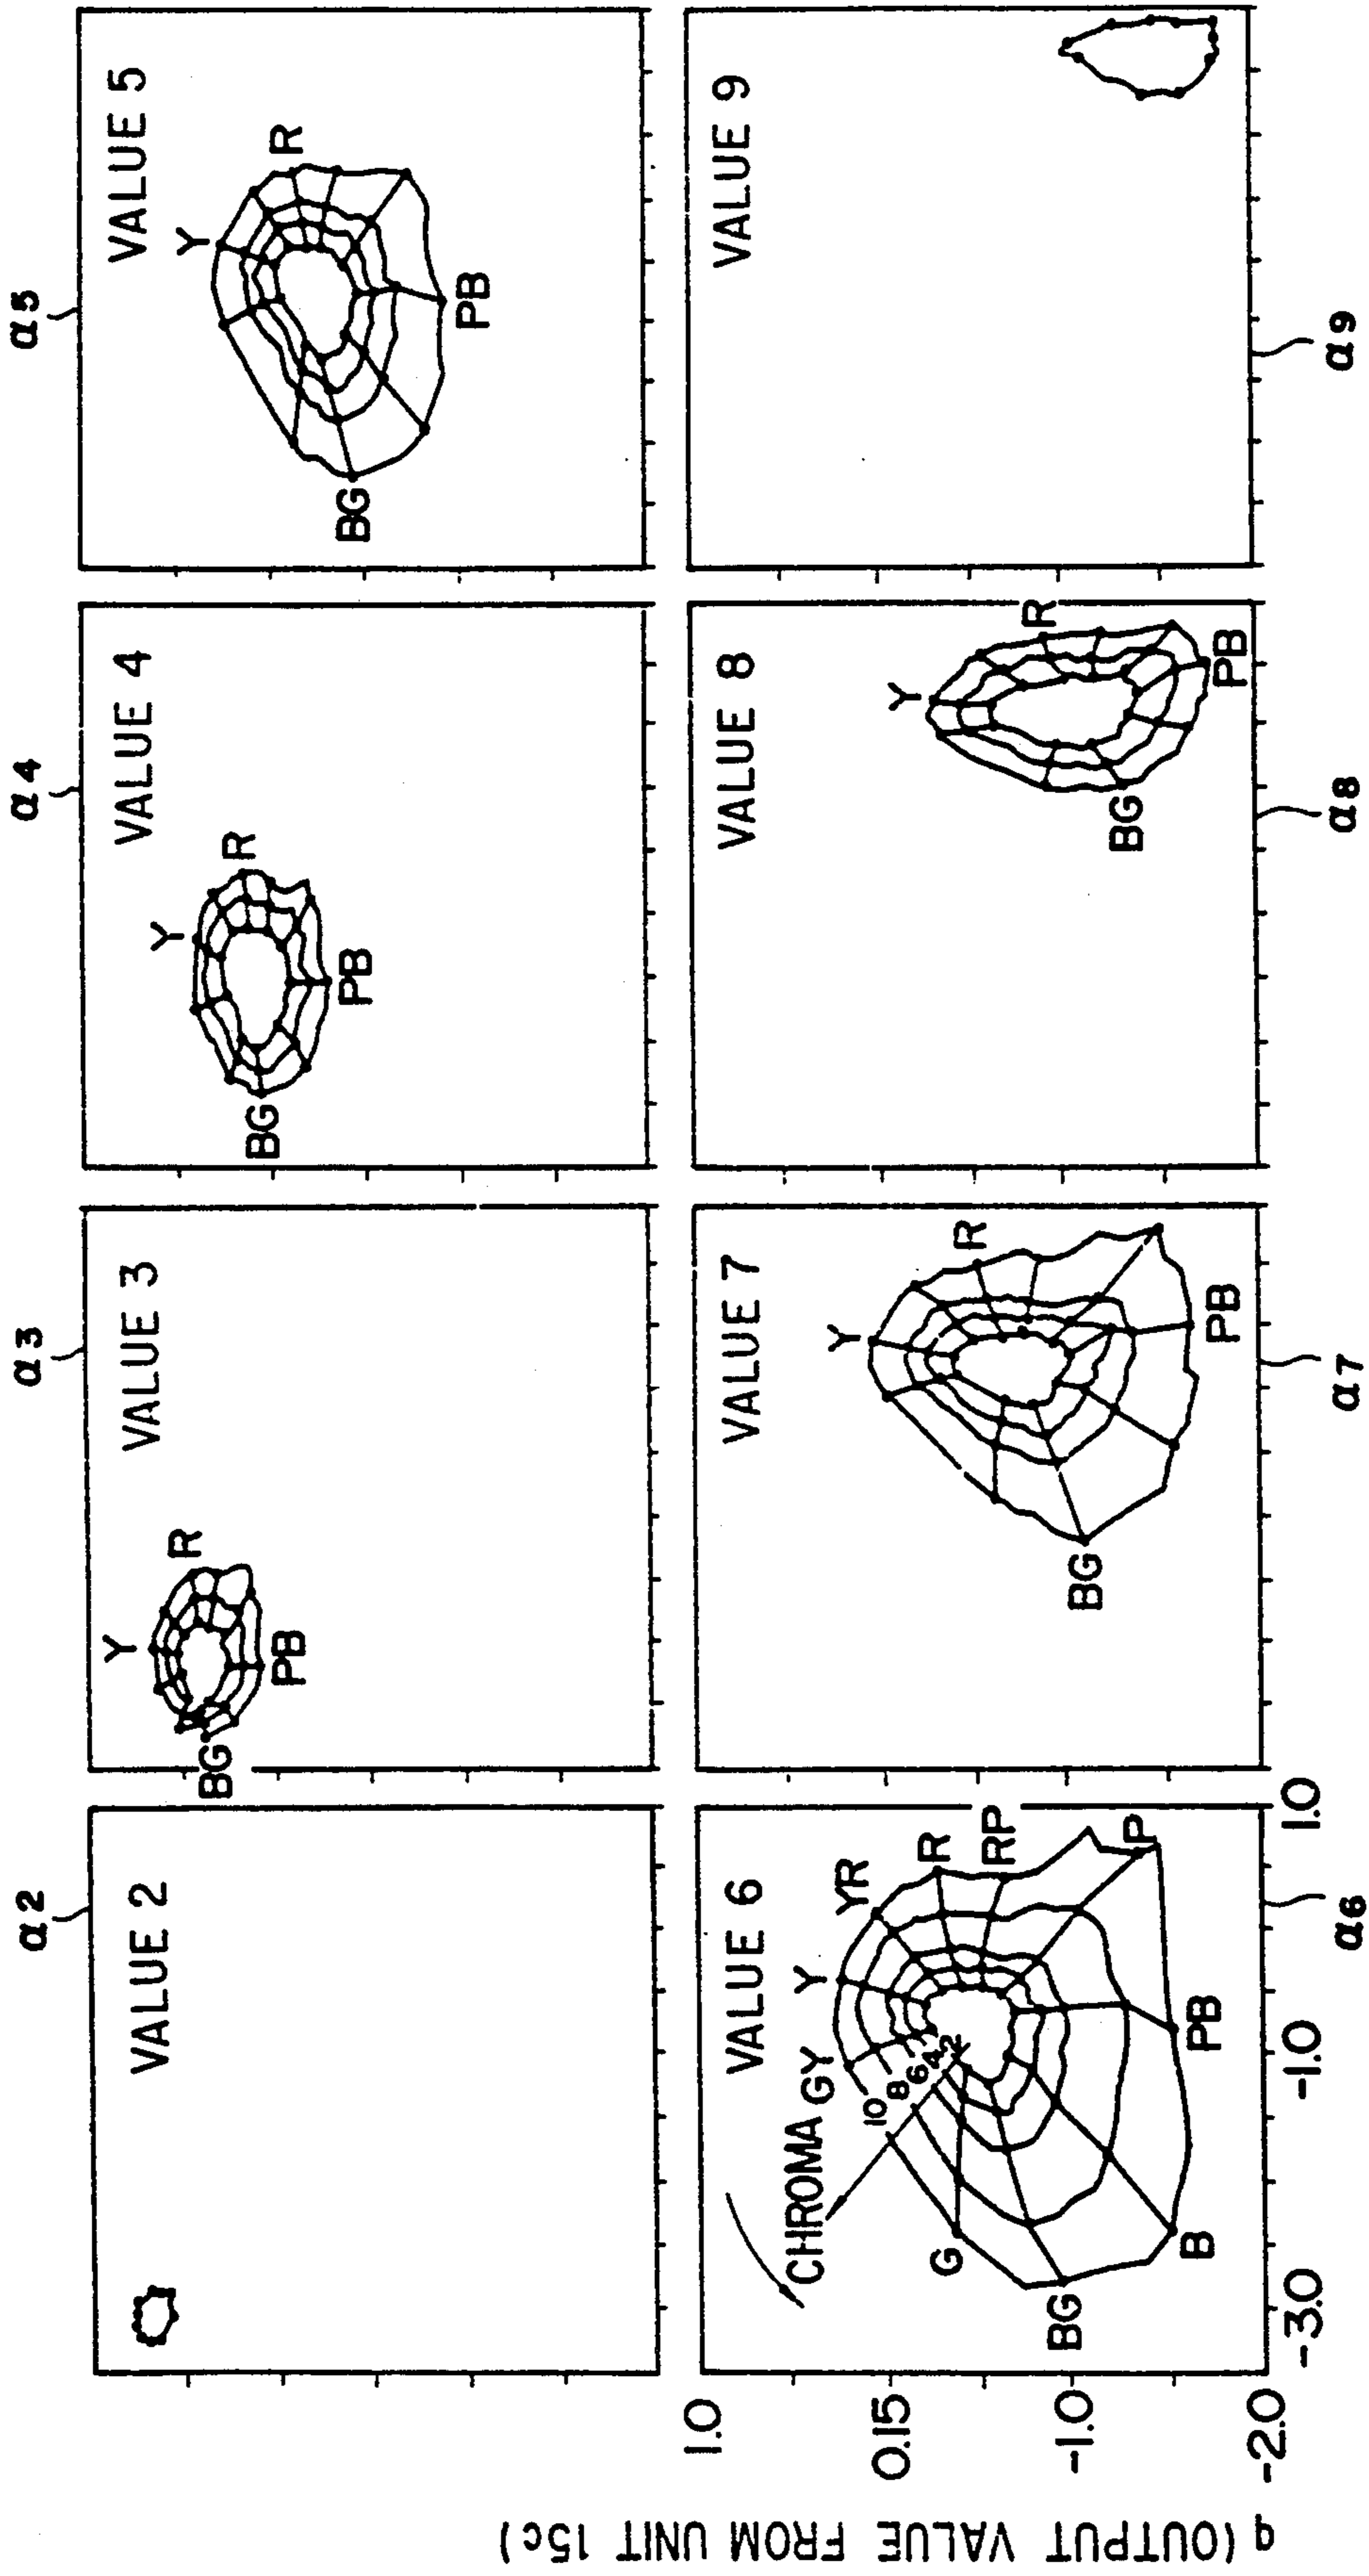 α2
α3
α4
α5
VALUE 2
VALUE 3
Y
R
BG
PB
VALUE 4
Y
R
BG
PB
VALUE 5
Y
R
BG
PB
VALUE 6
CHROMA
10
8
6
4
2
GY
Y
YR
R
RP
P
PB
B
BG
G
VALUE 7
Y
R
BG
PB
VALUE 8
Y
R
BG
PB
VALUE 9
1.0
0.15
-1.0
-2.0
-3.0
-1.0
1.0
q (OUTPUT VALUE FROM UNIT 15c)
α6
α7
α8
α9